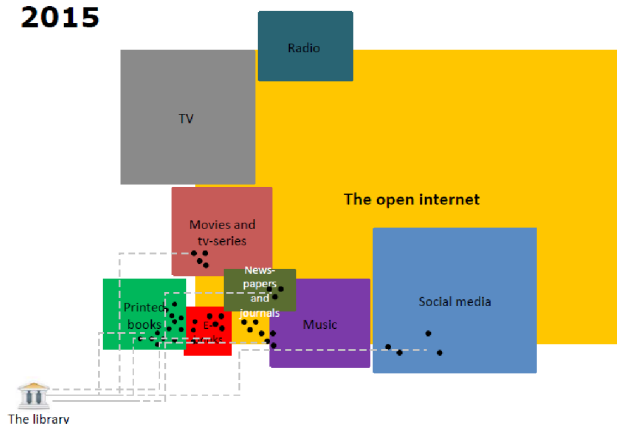 2015
Radio
TV
The open internet
Movies and
tv-series
News-
papers
and
journals
Printed
books
E-
Music
Social media
The library